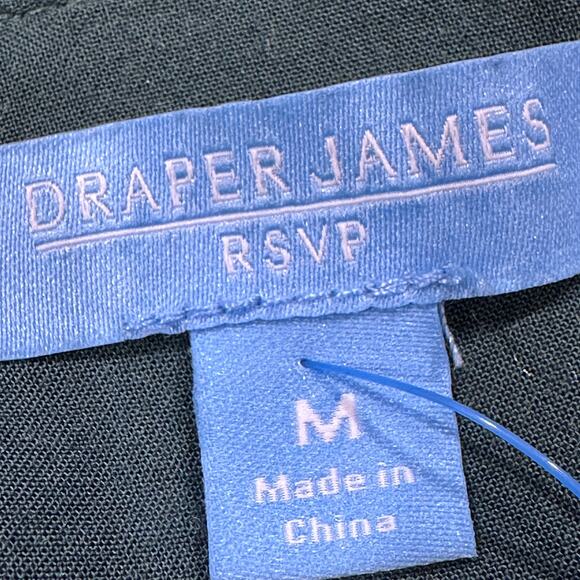 DRAPER JAMES
RSVP
M
Made in
China